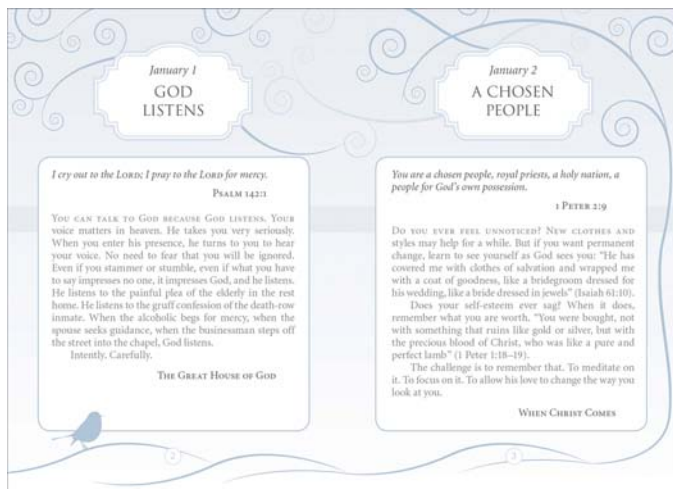 January 1
GOD
LISTENS
I cry out to the LORD; I pray to the LORD for mercy.
PSALM 142:1
YOU CAN TALK TO GOD BECAUSE GOD LISTENS. YOUR
voice matters in heaven. He takes you very seriously.
When you enter his presence, he turns to you to hear
your voice. No need to fear that you will be ignored.
Even if you stammer or stumble, even if what you have
to say impresses no one, it impresses God, and he listens.
He listens to the painful plea of the elderly in the rest
home. He listens to the gruff confession of the death-row
inmate. When the alcoholic begs for mercy, when the
spouse seeks guidance, when the businessman steps off
the street into the chapel, God listens.
Intently. Carefully.
THE GREAT HOUSE OF GOD
2
January 2
A CHOSEN
PEOPLE
You are a chosen people, royal priests, a holy nation, a
people for God's own possession.
1 PETER 2:9
DO YOU EVER FEEL UNNOTICED? NEW CLOTHES AND
styles may help for a while. But if you want permanent
change, learn to see yourself as God sees you: "He has
covered me with clothes of salvation and wrapped me
with a coat of goodness, like a bridegroom dressed for
his wedding, like a bride dressed in jewels" (Isaiah 61:10).
Does your self-esteem ever sag? When it does,
remember what you are worth. "You were bought, not
with something that ruins like gold or silver, but with
the precious blood of Christ, who was like a pure and
perfect lamb" (1 Peter 1:18–19).
The challenge is to remember that. To meditate on
it. To focus on it. To allow his love to change the way you
look at you.
WHEN CHRIST COMES
3